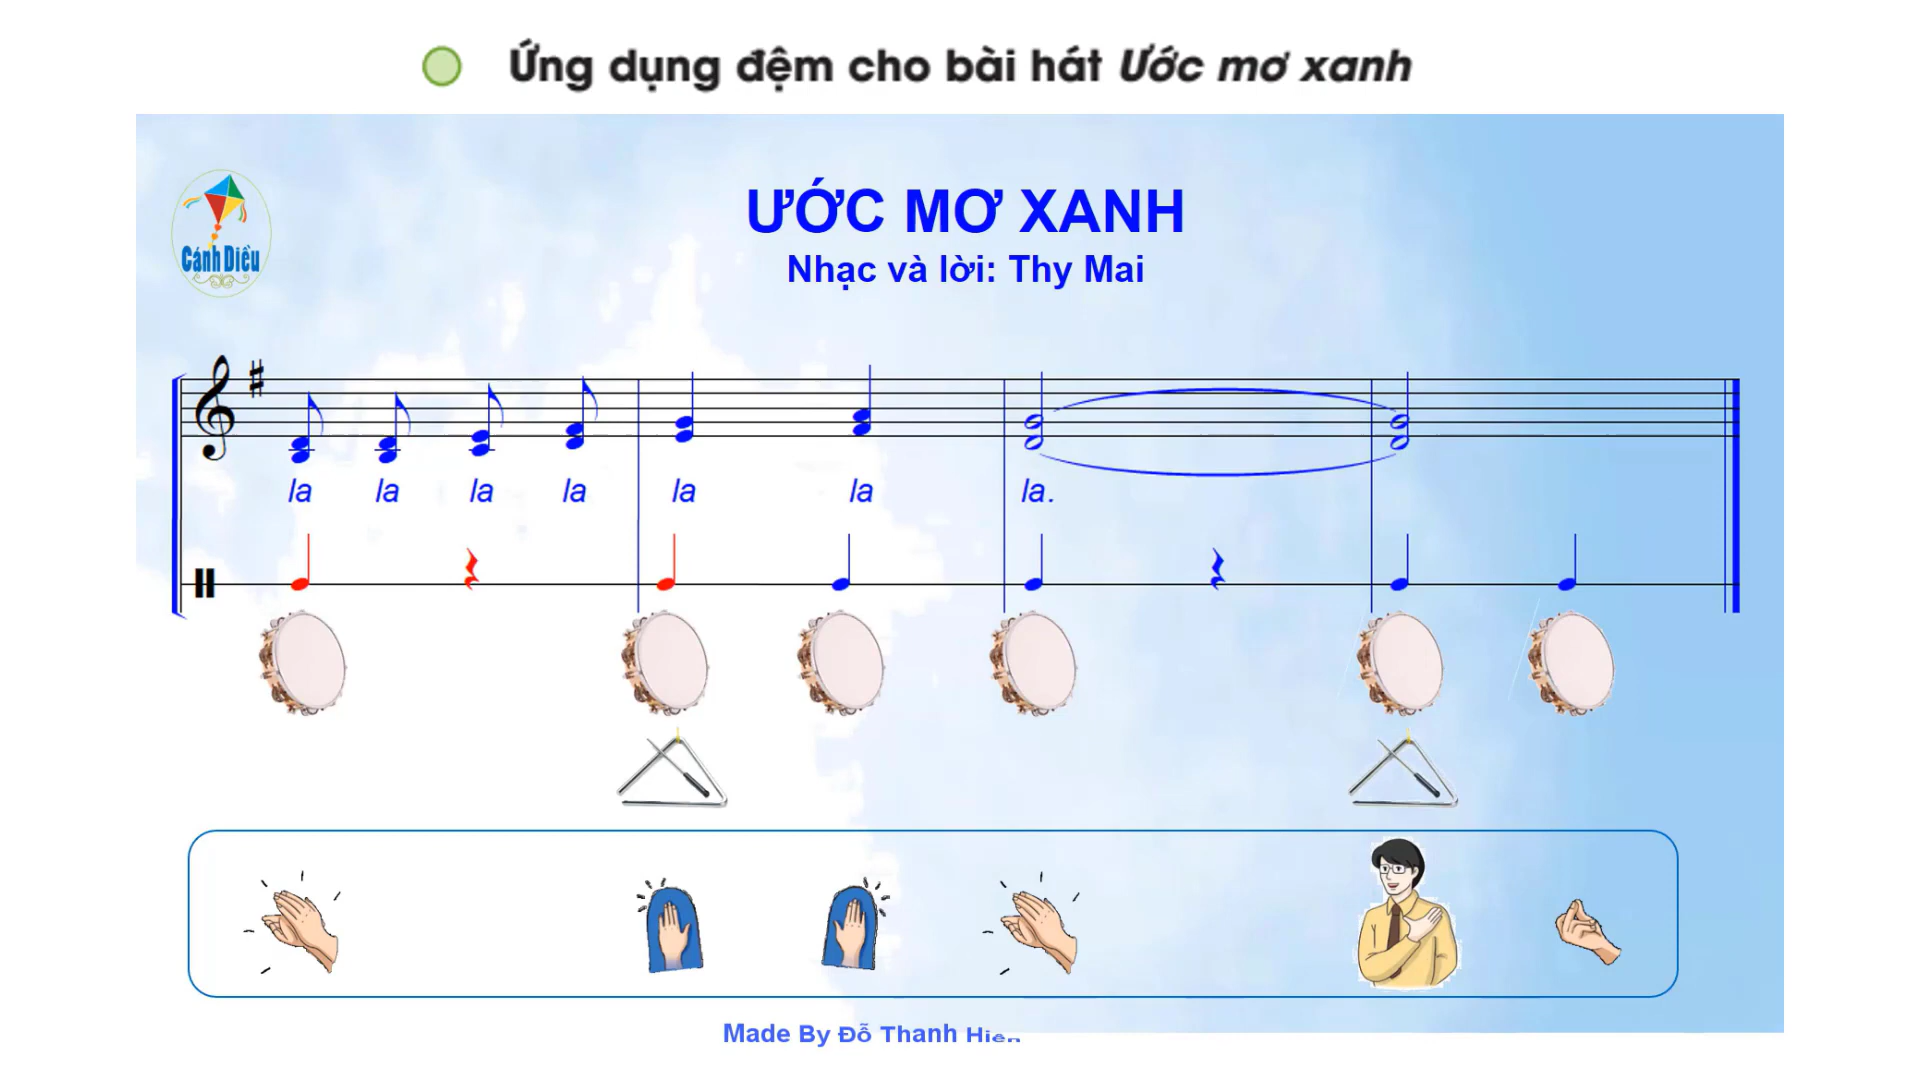 Ứng dụng đệm cho bài hát Ước mơ xanh
Cánh Diều
ƯỚC MƠ XANH
Nhạc và lời: Thy Mai
la la la la la la la.
Made By Đỗ Thanh Hiên